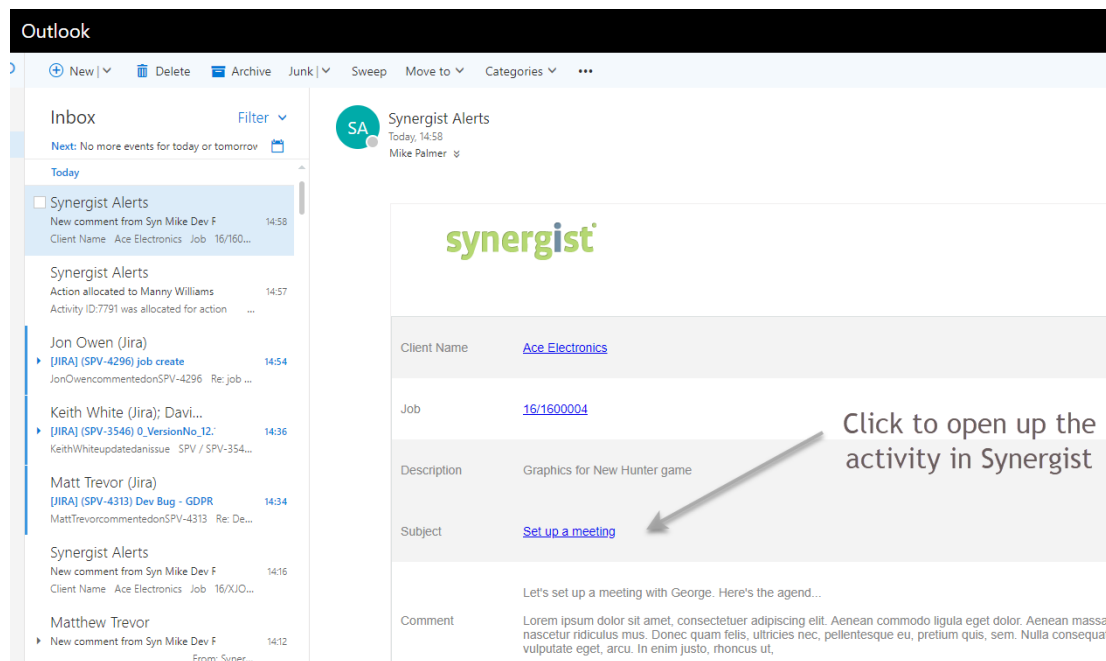 Outlook
New
Delete
Archive
Junk
Sweep
Move to
Categories
•••
Inbox
Filter
Next: No more events for today or tomorrov
Today
Synergist Alerts
New comment from Syn Mike Dev F 14:58
Client Name Ace Electronics Job 16/160...
Synergist Alerts
Action allocated to Manny Williams 14:57
Activity ID:7791 was allocated for action ...
Jon Owen (Jira)
[JIRA] (SPV-4296) job create 14:54
JonOwencommentedonSPV-4296 Re: job ...
Keith White (Jira); Davi...
[JIRA] (SPV-3546) 0_VersionNo_12. 14:36
KeithWhiteupdatedanissue SPV / SPV-354...
Matt Trevor (Jira)
[JIRA] (SPV-4313) Dev Bug - GDPR 14:34
MattTrevorcommentedonSPV-4313 Re: De...
Synergist Alerts
New comment from Syn Mike Dev F 14:16
Client Name Ace Electronics Job 16/XJO...
Matthew Trevor
New comment from Syn Mike Dev F 14:12
From: Syner...
SA
Synergist Alerts
Today, 14:58
Mike Palmer
synergist
Client Name Ace Electronics
Job 16/1600004
Description Graphics for New Hunter game
Subject Set up a meeting
Click to open up the
activity in Synergist
Comment
Let's set up a meeting with George. Here's the agend...
Lorem ipsum dolor sit amet, consectetuer adipiscing elit. Aenean commodo ligula eget dolor. Aenean massa
nascetur ridiculus mus. Donec quam felis, ultricies nec, pellentesque eu, pretium quis, sem. Nulla consequa
vulputate eget, arcu. In enim justo, rhoncus ut,